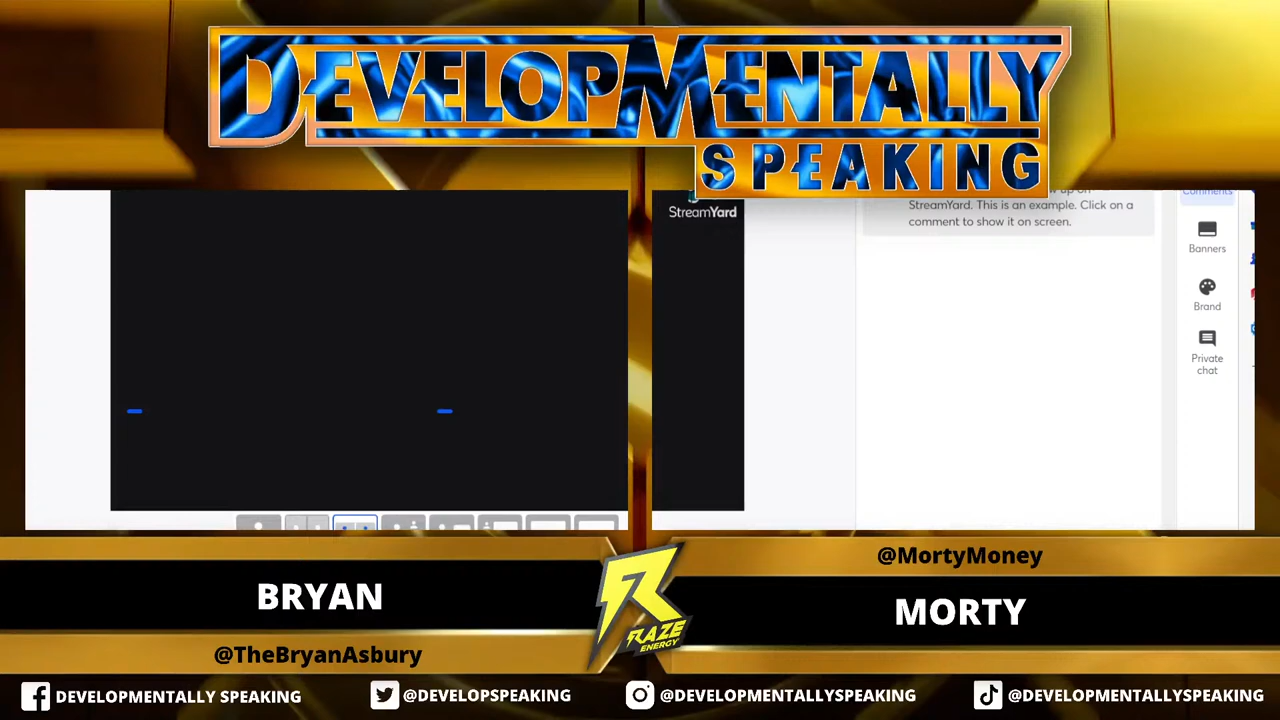 DEVELOPMENTALLY
SPEAKING
StreamYard
StreamYard. This is an example. Click on a
comment to show it on screen.
Comments
Banners
Brand
Private
chat
BRYAN
@TheBryanAsbury
RAZE
ENERGY
@MortyMoney
MORTY
DEVELOPMENTALLY SPEAKING
@DEVELOPSPEAKING
@DEVELOPMENTALLYSPEAKING
@DEVELOPMENTALLYSPEAKING